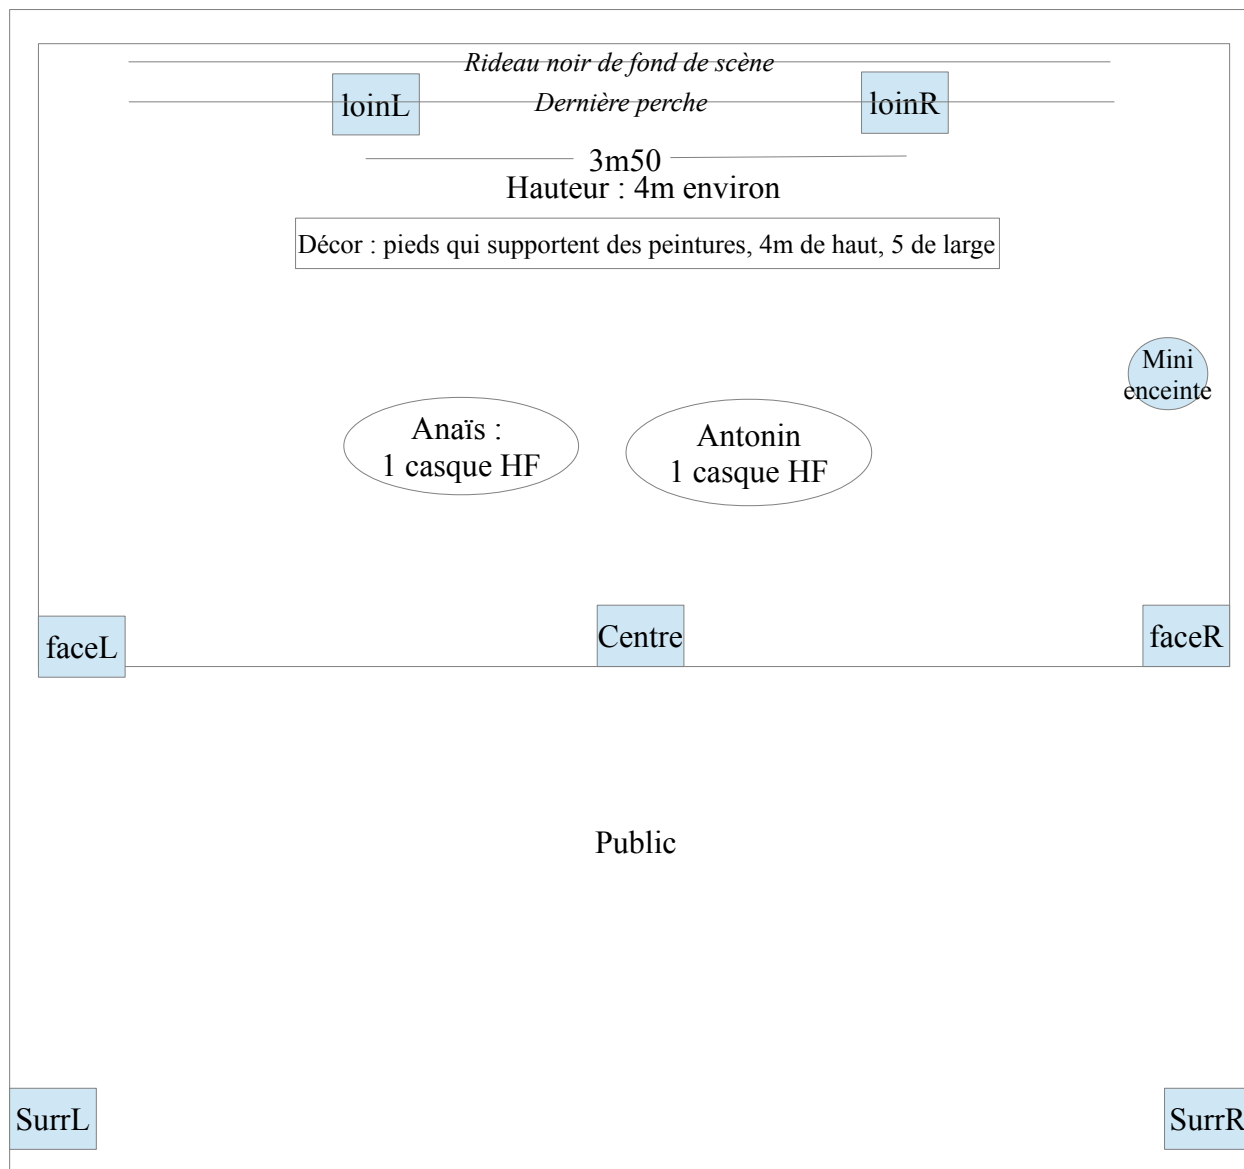 Rideau noir de fond de scène
loinL
Dernière perche
loinR
3m50
Hauteur : 4m environ
Décor : pieds qui supportent des peintures, 4m de haut, 5 de large
Mini
enceinte
Anaïs :
1 casque HF
Antonin
1 casque HF
faceL
Centre
faceR
Public
SurrL
SurrR